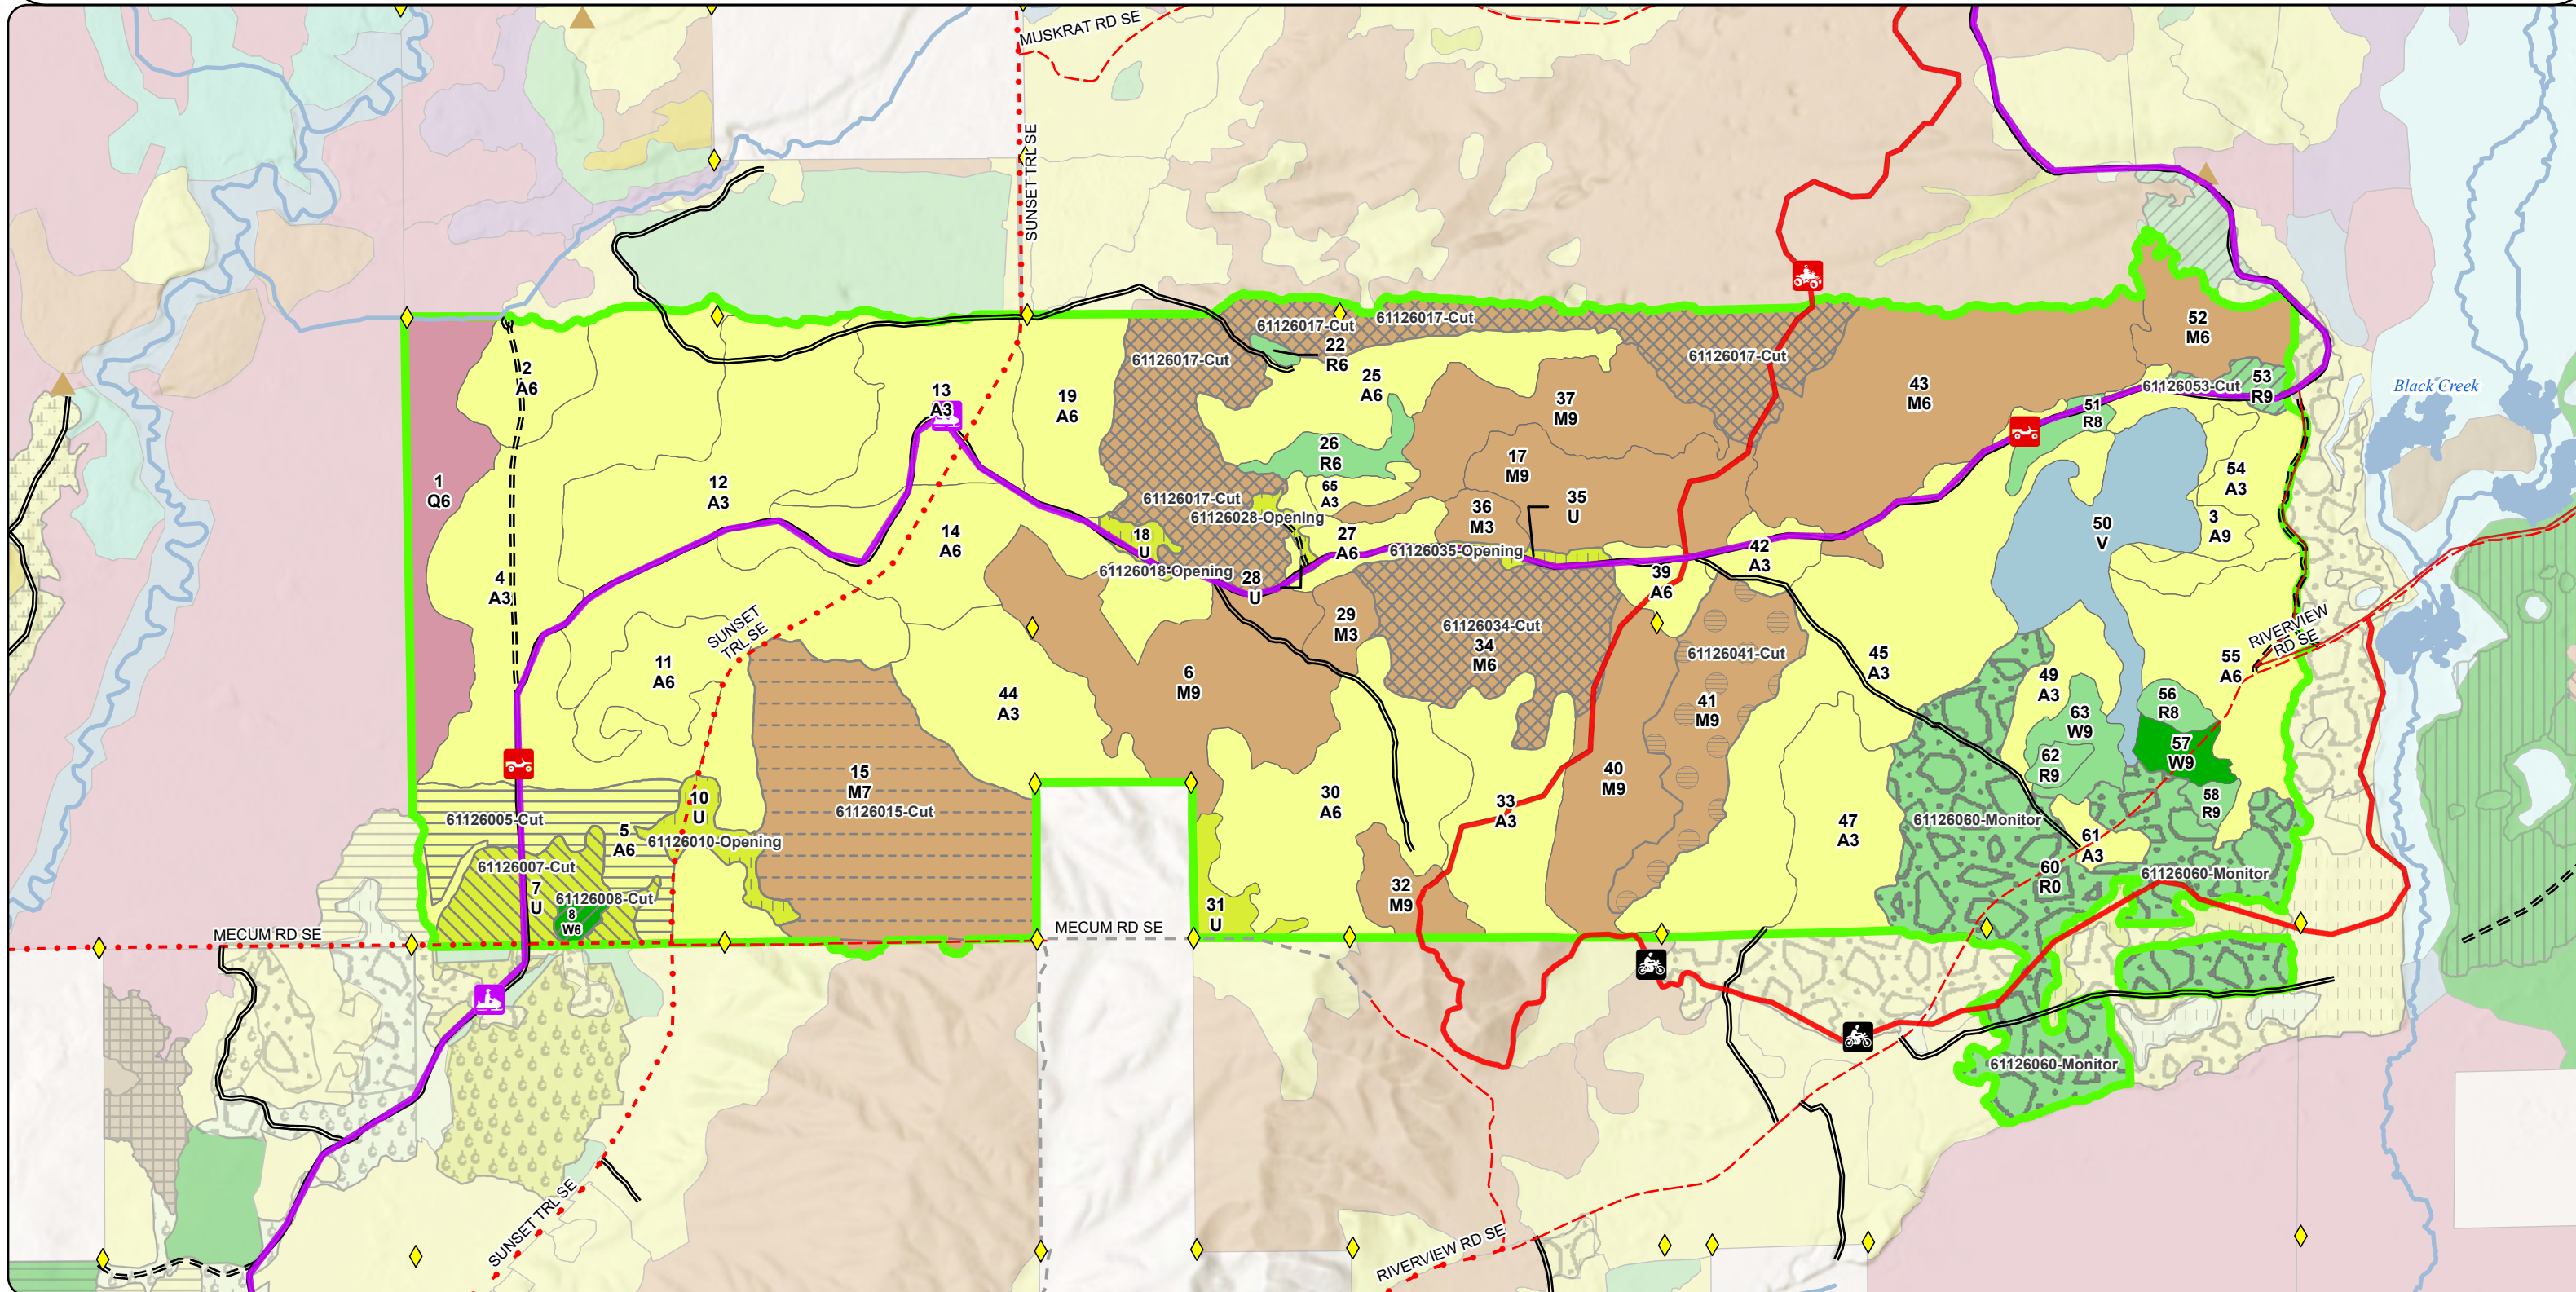 MUSKRAT RD SE
SUNSET TRL SE
61126017-Cut
61126017-Cut
22
R6
61126017-Cut
61126017-Cut
52
M6
2
A6
25
A6
13
A3
19
A6
37
M9
43
M6
61126053-Cut
53
R9
Black Creek
51
R8
26
R6
17
M9
1
Q6
12
A3
61126017-Cut
65
A3
54
A3
61126028-Opening
36
M3
35
U
3
A9
50
V
14
A6
18
U
27
A6
61126035-Opening
42
A3
61126018-Opening
28
U
4
A3
39
A6
29
M3
61126034-Cut
34
M6
SUNSET
TRL SE
RIVERVIEW
RD SE
61126041-Cut
11
A6
6
M9
45
A3
55
A6
49
A3
44
A3
41
M9
56
R8
63
W9
57
W9
62
R9
15
M7
61126015-Cut
40
M9
10
U
30
A6
33
A3
58
R9
61126005-Cut
5
A6
61126010-Opening
47
A3
61126060-Monitor
61
A3
61126007-Cut
7
U
61126008-Cut
8
W6
60
R0
61126060-Monitor
32
M9
31
U
MECUM RD SE
MECUM RD SE
61126060-Monitor
SUNSET TRL SE
RIVERVIEW RD SE